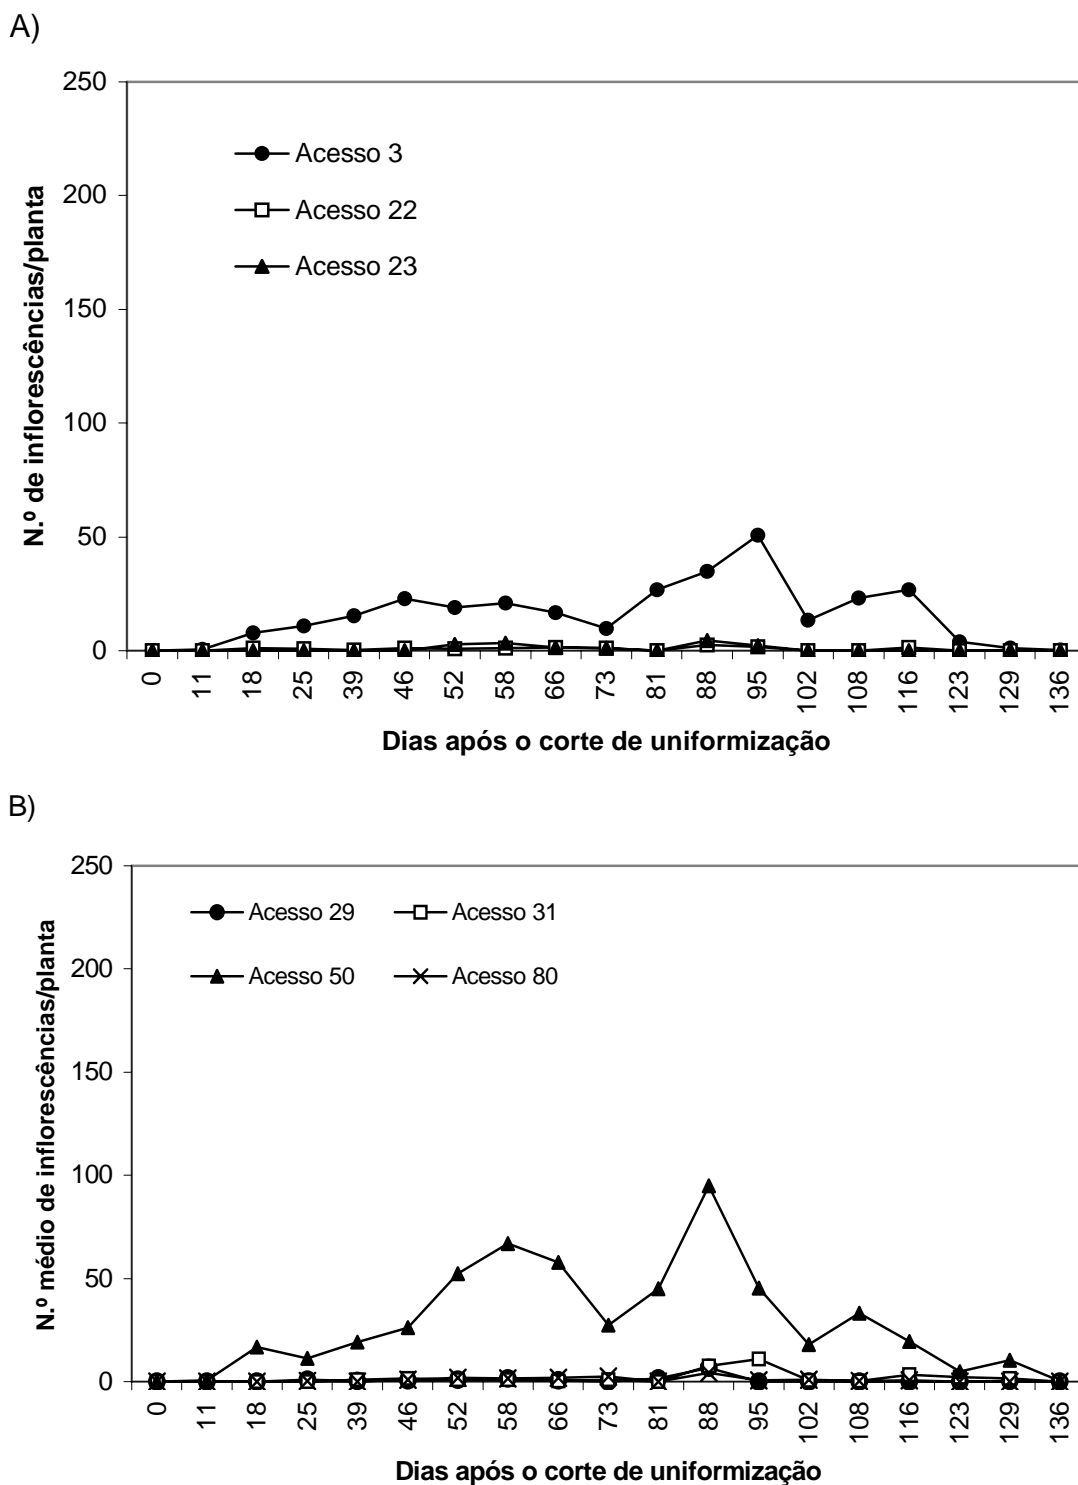 A)
250
200
150
100
50
0
N.º de inflorescências/planta
Acesso 3
Acesso 22
Acesso 23
0 11 18 25 39 46 52 58 66 73 81 88 95 102 108 116 123 129 136
Dias após o corte de uniformização
B)
250
200
150
100
50
0
N.º médio de inflorescências/planta
Acesso 29 Acesso 31
Acesso 50 Acesso 80
0 11 18 25 39 46 52 58 66 73 81 88 95 102 108 116 123 129 136
Dias após o corte de uniformização